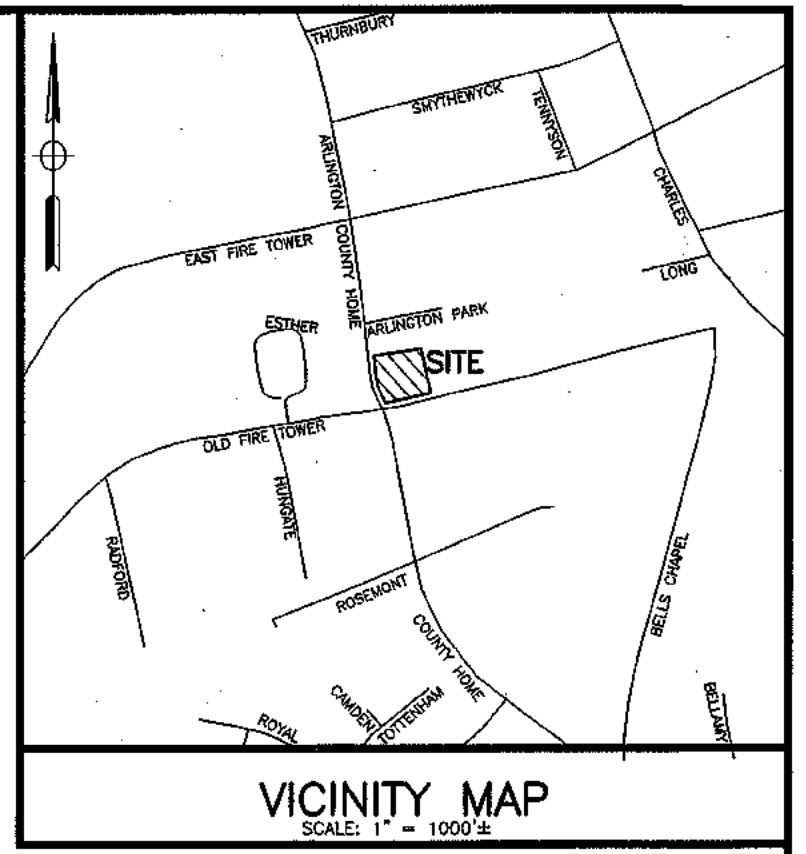 THURNBURY
SMYTHEWYCK
TENNYSON
ARLINGTON
CHARLES
EAST FIRE TOWER
COUNTY HOME
LONG
ESTHER
ARLINGTON PARK
SITE
OLD FIRE TOWER
HUNGATE
RADFORD
BELLS CHAPEL
ROSEMONT
COUNTY HOME
CAMDEN
TOTTENHAM
BELLAMY
ROYAL
VICINITY MAP
SCALE: 1" = 1000'±